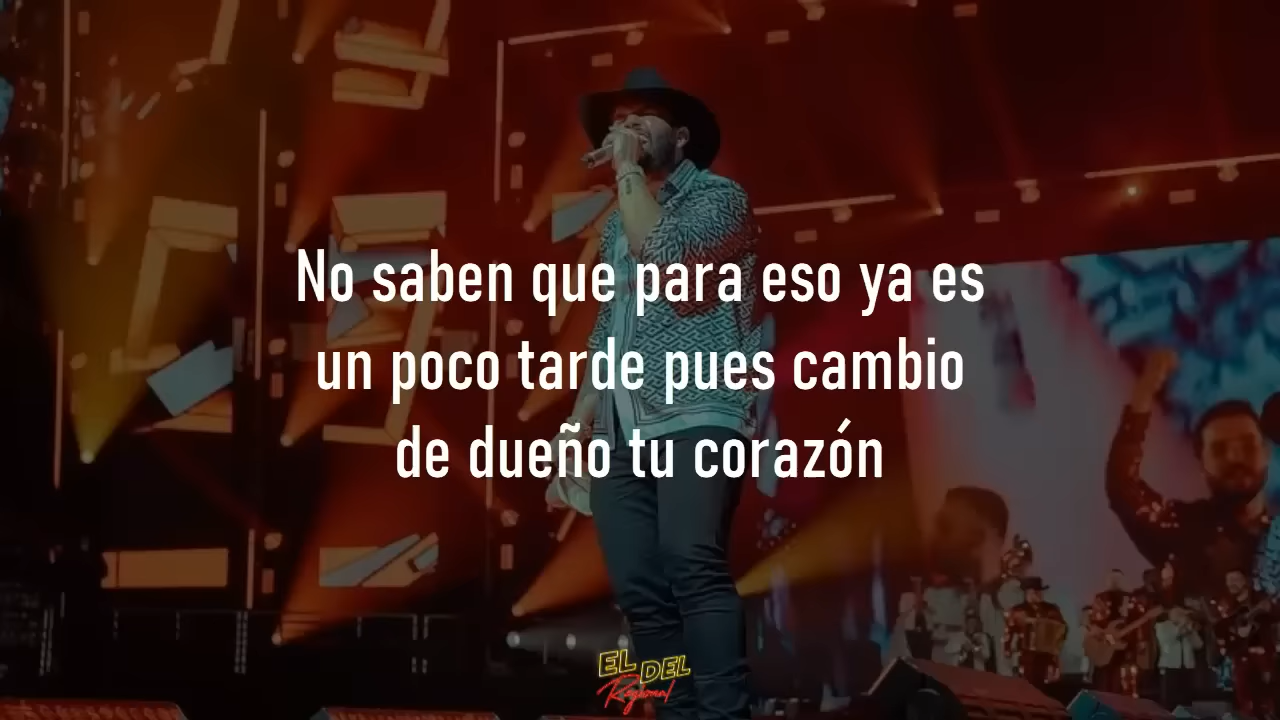 No saben que para eso ya es
un poco tarde pues cambio
de dueño tu corazón
EL DEL
Regional